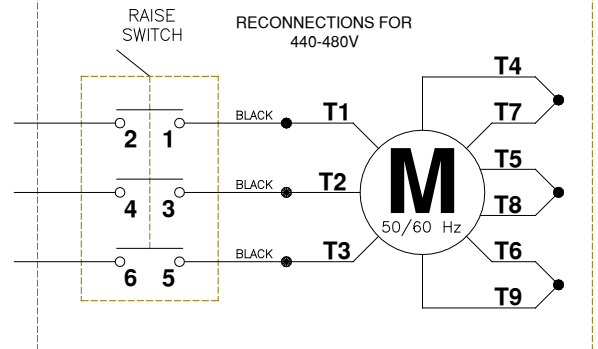 RAISE
SWITCH
RECONNECTIONS FOR
440-480V
T4
T7
BLACK
T1
2 1
T5
BLACK
T2
M
4 3
T8
50/60 Hz
BLACK
T3
T6
6 5
T9